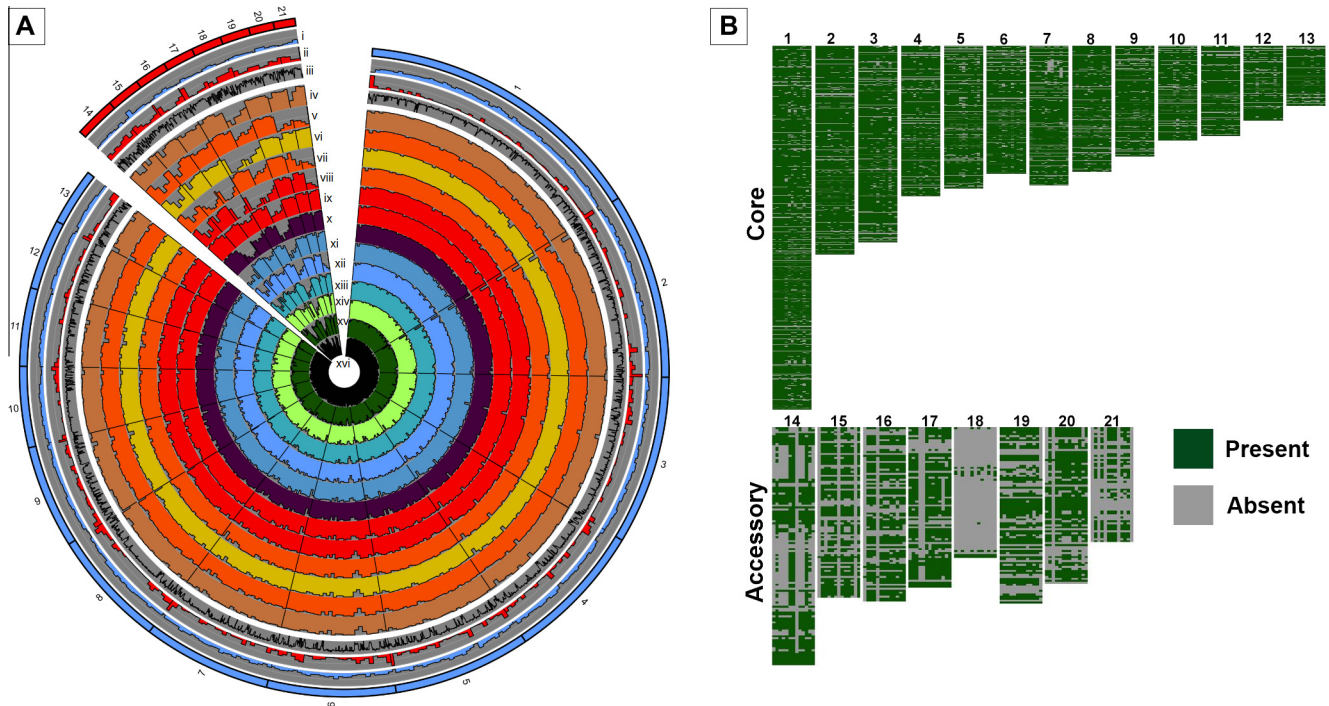 A
14
15
16
17
18
19
20
21
i
ii
iii
iv
v
vi
vii
viii
ix
x
xi
xii
xiii
xiv
xv
xvi
1
2
3
4
5
6
7
8
9
10
11
12
13
B
1 2 3 4 5 6 7 8 9 10 11 12 13
Core
14 15 16 17 18 19 20 21
Accessory
Present
Absent